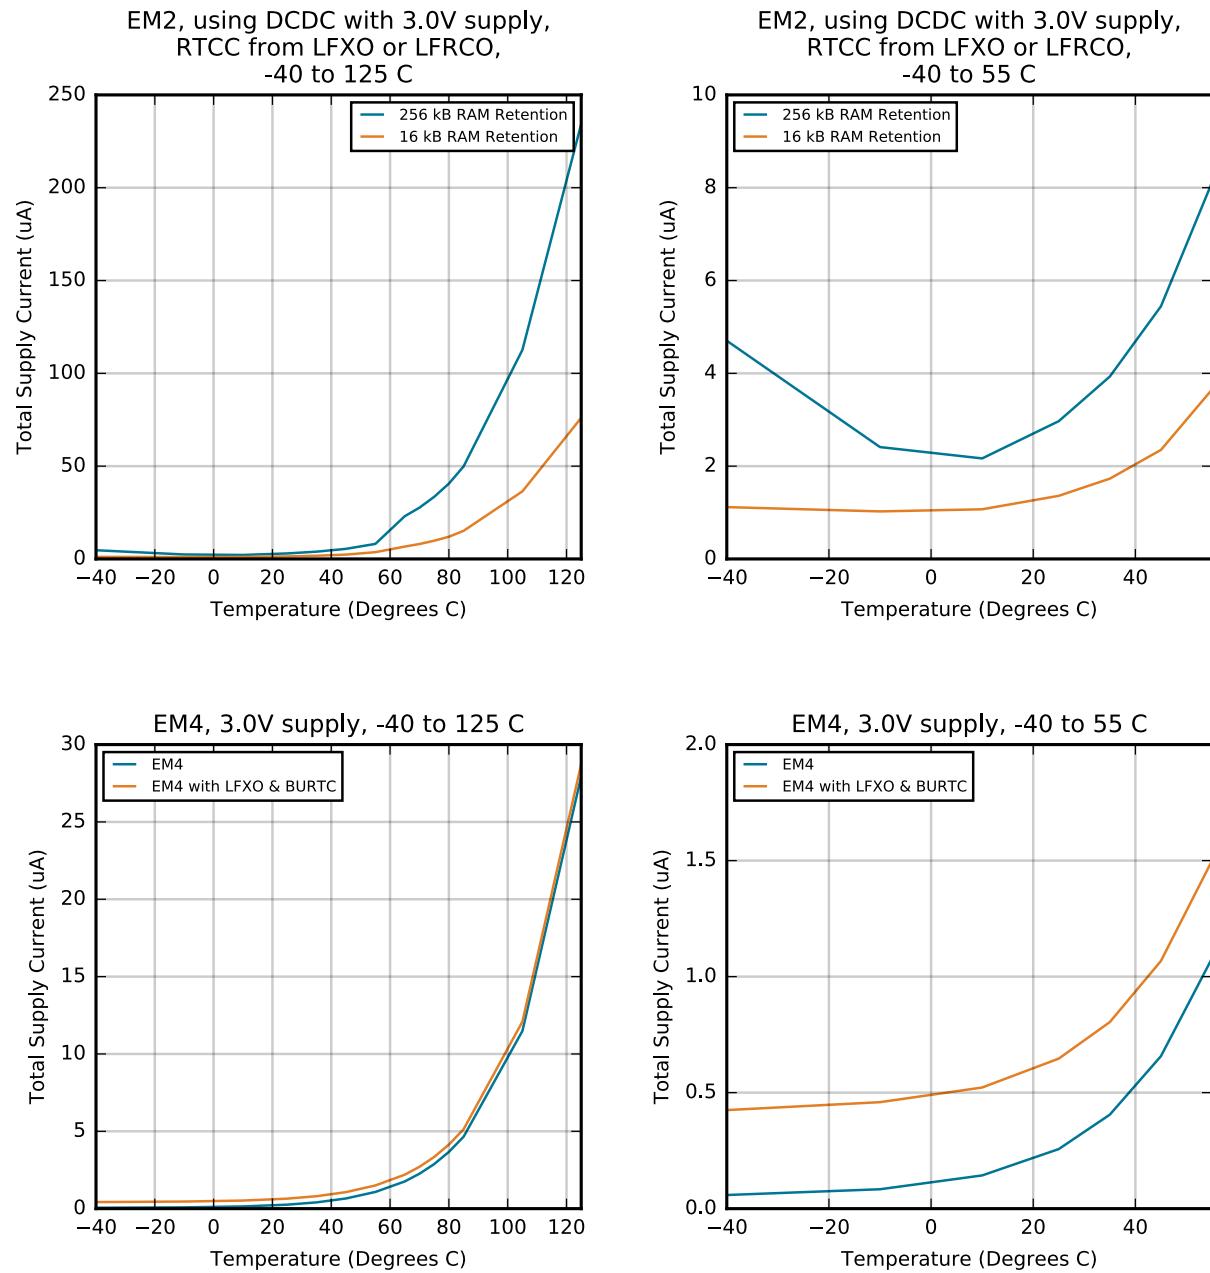 EM2, using DCDC with 3.0V supply,
RTCC from LFXO or LFRCO,
-40 to 125 C
250
200
150
100
50
0
Total Supply Current (uA)
256 kB RAM Retention
16 kB RAM Retention
−40 −20 0 20 40 60 80 100 120
Temperature (Degrees C)
EM2, using DCDC with 3.0V supply,
RTCC from LFXO or LFRCO,
-40 to 55 C
10
8
6
4
2
0
Total Supply Current (uA)
256 kB RAM Retention
16 kB RAM Retention
−40 −20 0 20 40
Temperature (Degrees C)
EM4, 3.0V supply, -40 to 125 C
30
25
20
15
10
5
0
Total Supply Current (uA)
EM4
EM4 with LFXO & BURTC
−40 −20 0 20 40 60 80 100 120
Temperature (Degrees C)
EM4, 3.0V supply, -40 to 55 C
2.0
1.5
1.0
0.5
0.0
Total Supply Current (uA)
EM4
EM4 with LFXO & BURTC
−40 −20 0 20 40
Temperature (Degrees C)